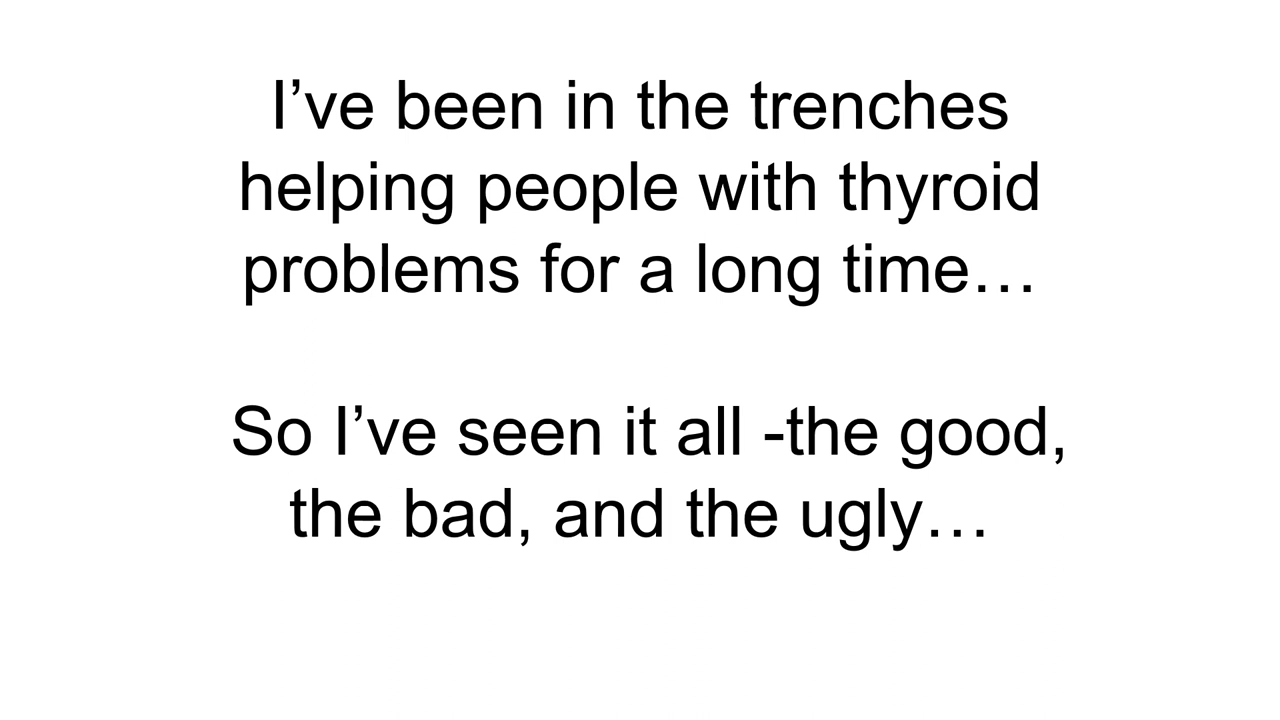 I’ve been in the trenches
helping people with thyroid
problems for a long time…
So I’ve seen it all -the good,
the bad, and the ugly…